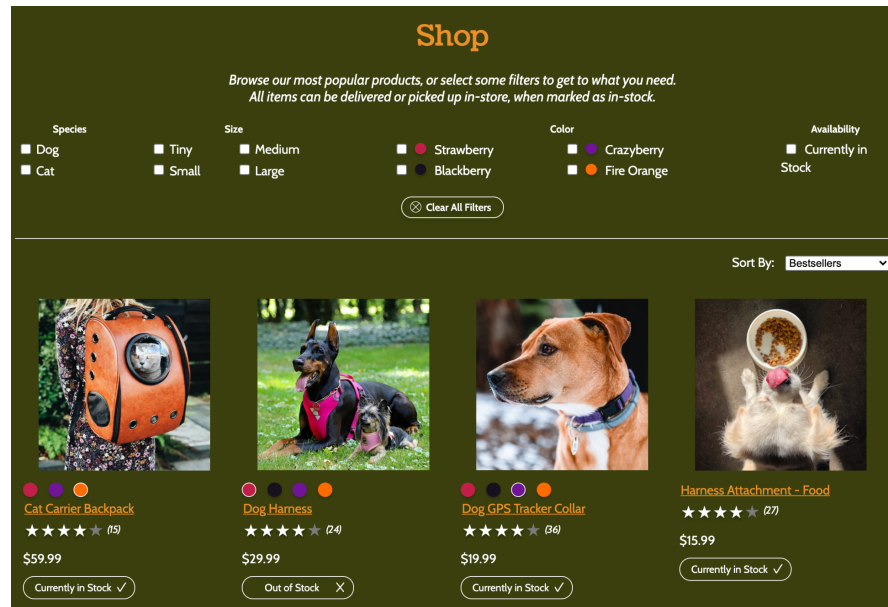 Shop
Browse our most popular products, or select some filters to get to what you need.
All items can be delivered or picked up in-store, when marked as in-stock.
Species
Size
Color
Availability
Dog
Tiny
Medium
Strawberry
Crazyberry
Currently in
Stock
Cat
Small
Large
Blackberry
Fire Orange
Clear All Filters
Sort By:
Bestsellers
Cat Carrier Backpack
(15)
$59.99
Currently in Stock ✓
Dog Harness
(24)
$29.99
Out of Stock X
Dog GPS Tracker Collar
(36)
$19.99
Currently in Stock ✓
Harness Attachment - Food
(27)
$15.99
Currently in Stock ✓